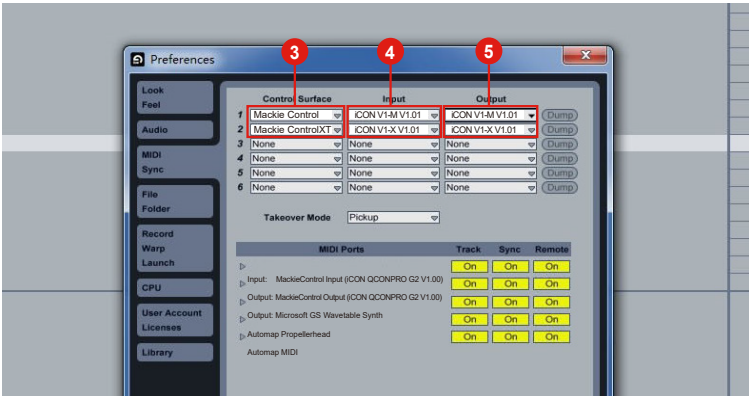 3 4 5
Preferences
x
Look
Feel
Audio
MIDI
Sync
File
Folder
Record
Warp
Launch
CPU
User Account
Licenses
Library
Control Surface Input Output
1 Mackie Control iCON V1-M V1.01 iCON V1-M V1.01 Dump
2 Mackie ControlXT iCON V1-X V1.01 iCON V1-X V1.01 Dump
3 None None None Dump
4 None None None Dump
5 None None None Dump
6 None None None Dump
Takeover Mode Pickup
MIDI Ports Track Sync Remote
On On On
Input: MackieControl Input (iCON QCONPRO G2 V1.00) On On On
Output: MackieControl Output (iCON QCONPRO G2 V1.00) On On On
Output: Microsoft GS Wavetable Synth On On On
Automap Propellerhead On On On
Automap MIDI